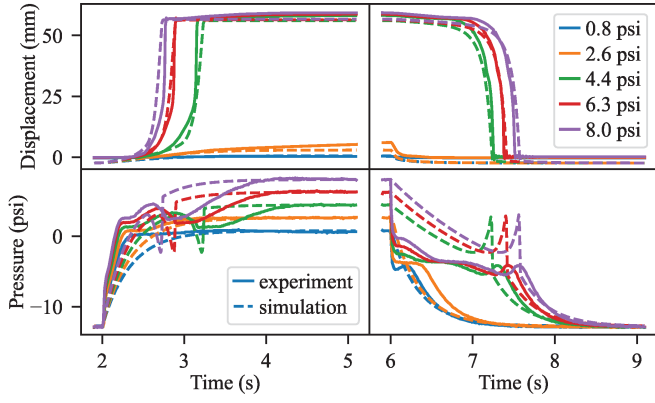 Displacement (mm)
50
25
0
0.8 psi
2.6 psi
4.4 psi
6.3 psi
8.0 psi
Pressure (psi)
0
−10
experiment
simulation
2
3
4
5
6
7
8
9
Time (s)
Time (s)